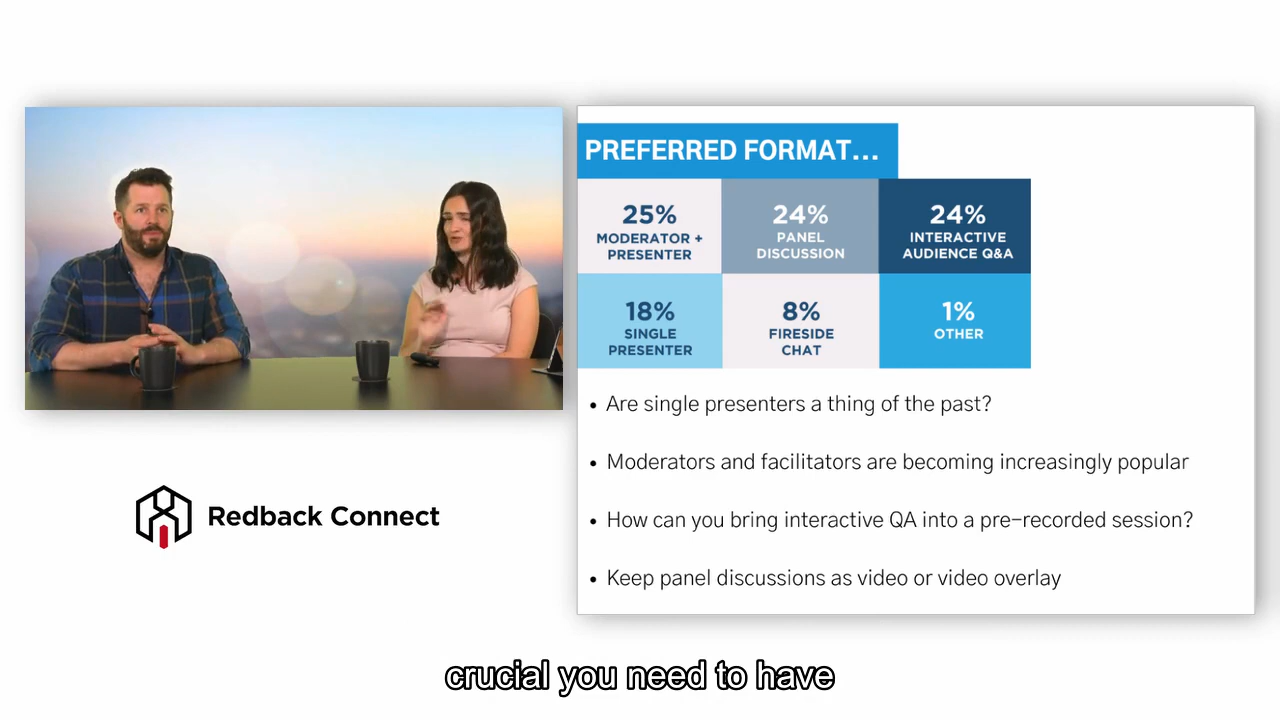 PREFERRED FORMAT...
25%
MODERATOR +
PRESENTER
24%
PANEL
DISCUSSION
24%
INTERACTIVE
AUDIENCE Q&A
18%
SINGLE
PRESENTER
8%
FIRESIDE
CHAT
1%
OTHER
• Are single presenters a thing of the past?
• Moderators and facilitators are becoming increasingly popular
• How can you bring interactive QA into a pre-recorded session?
• Keep panel discussions as video or video overlay
Redback Connect
crucial you need to have